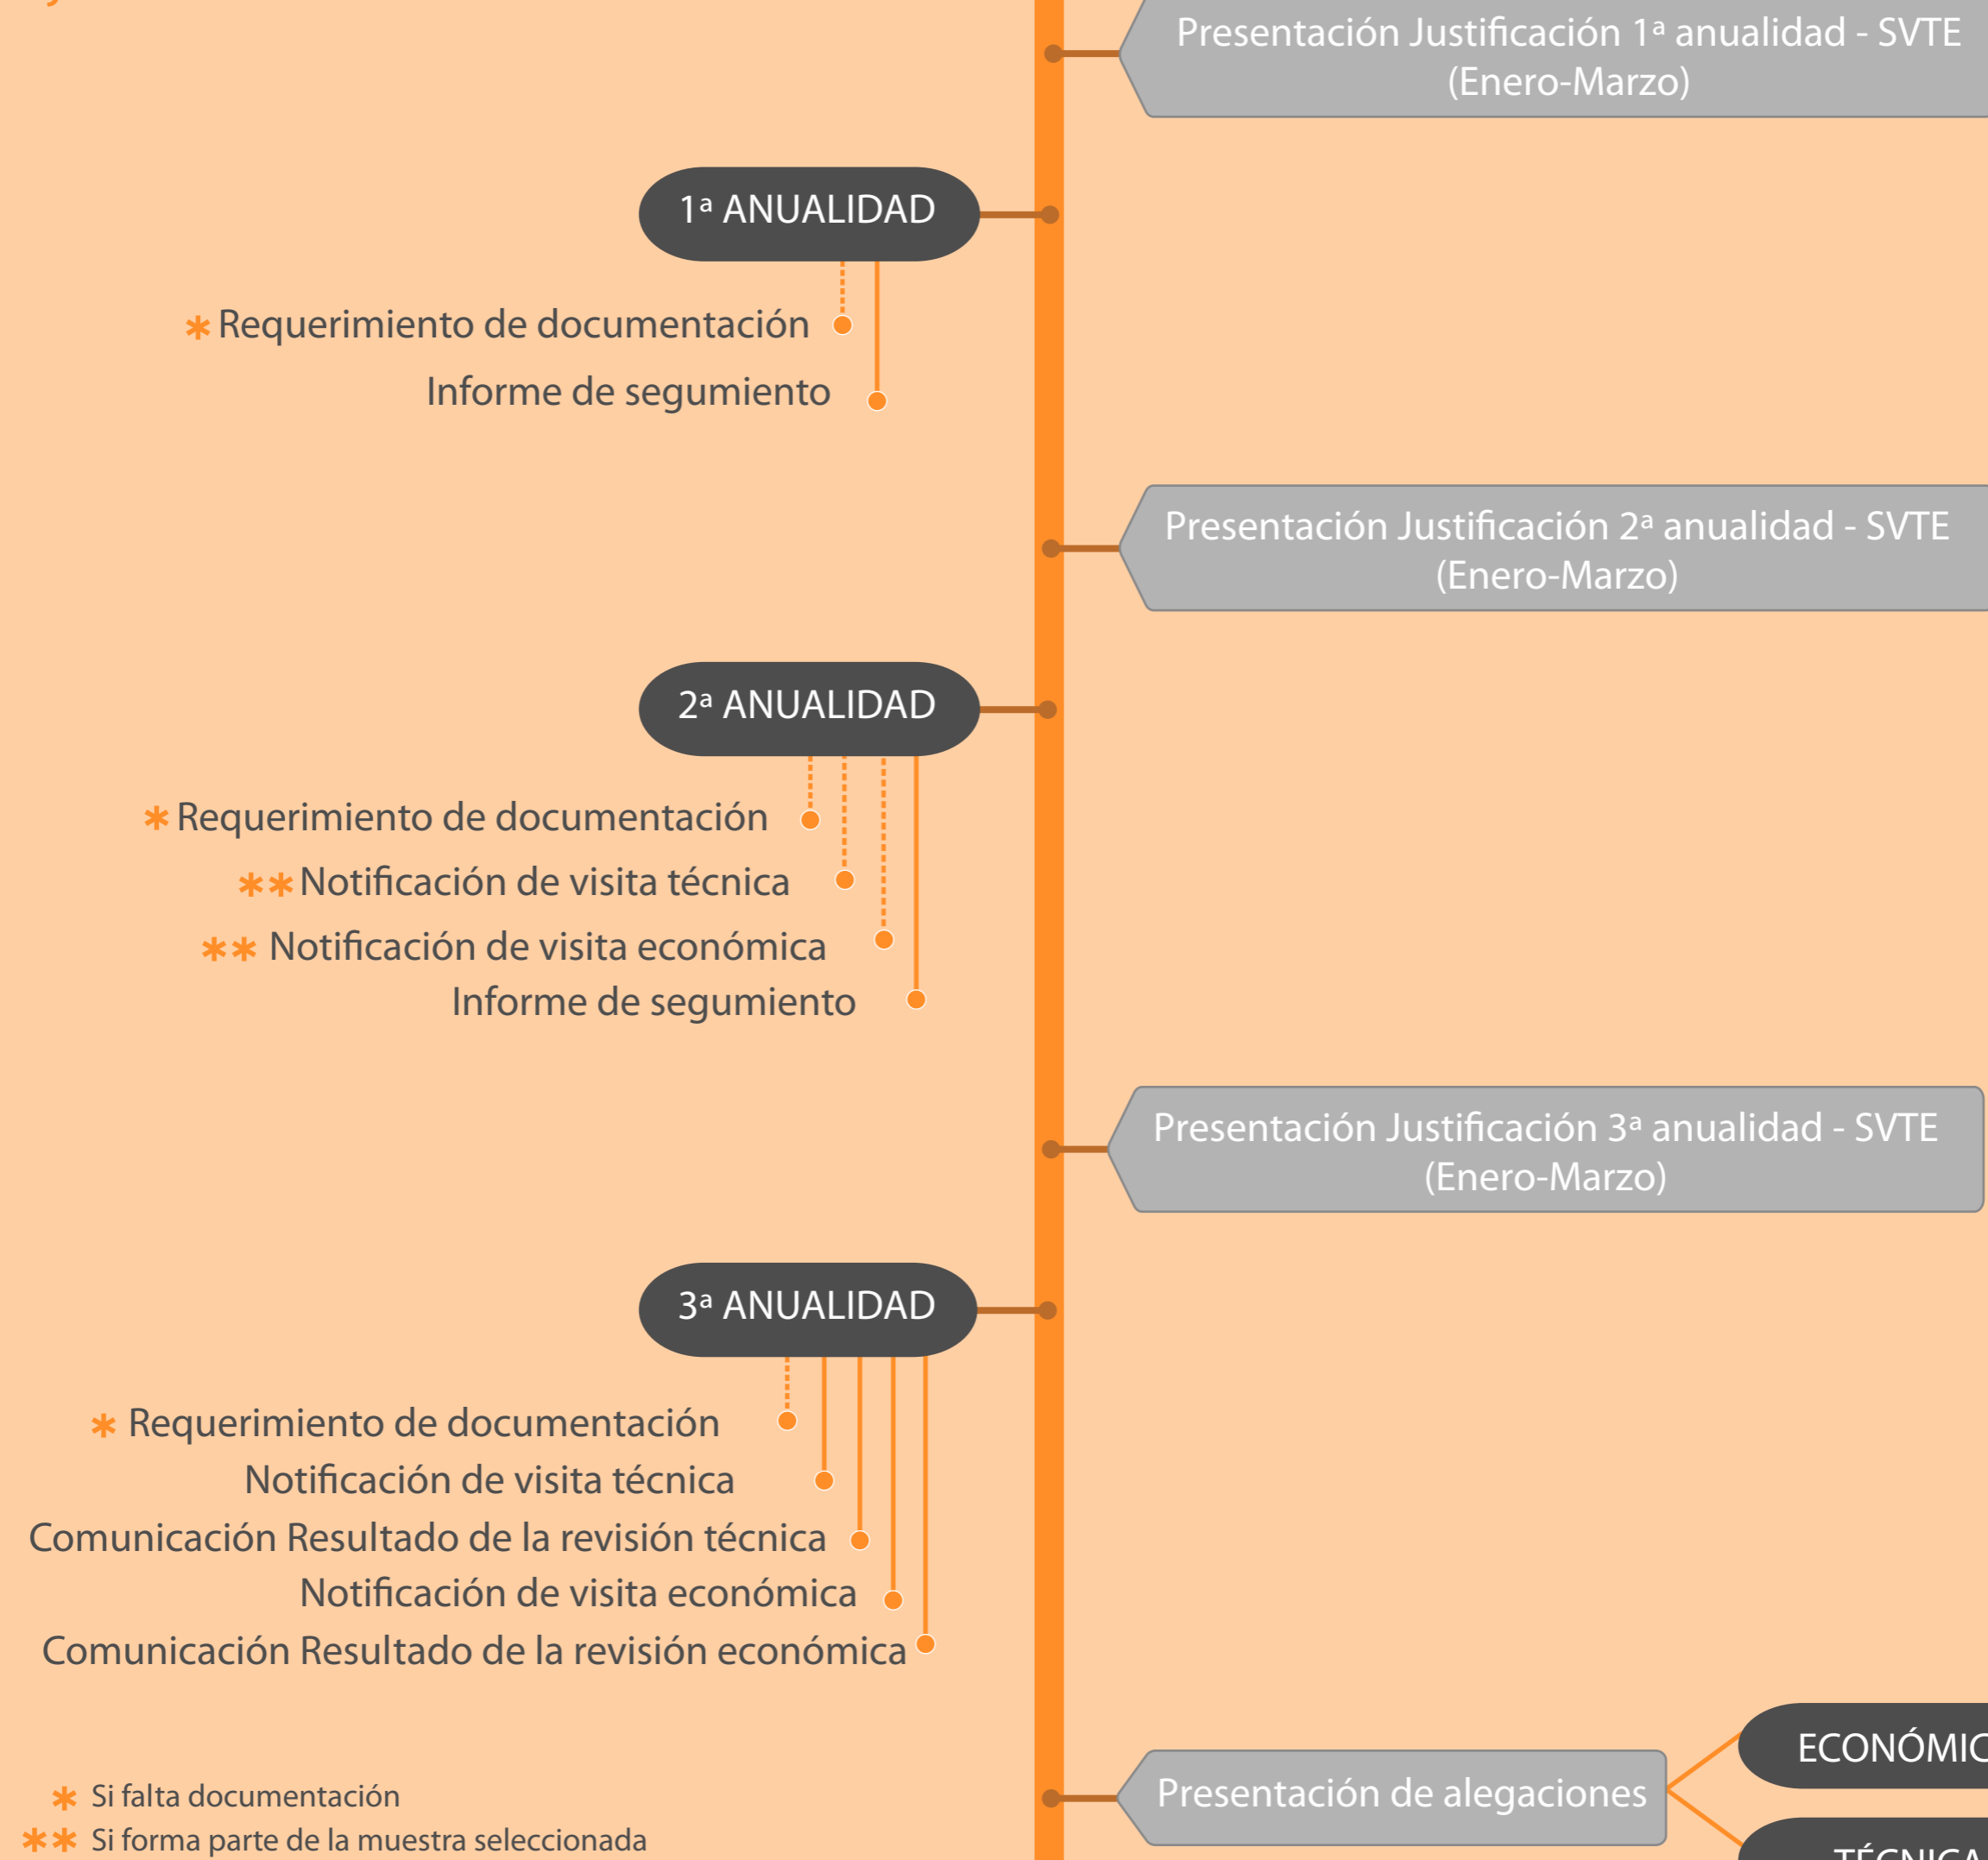 Presentación Justificación 1ª anualidad - SVTE
(Enero-Marzo)
1ª ANUALIDAD
* Requerimiento de documentación
Informe de segumiento
Presentación Justificación 2ª anualidad - SVTE
(Enero-Marzo)
2ª ANUALIDAD
* Requerimiento de documentación
** Notificación de visita técnica
** Notificación de visita económica
Informe de segumiento
Presentación Justificación 3ª anualidad - SVTE
(Enero-Marzo)
3ª ANUALIDAD
* Requerimiento de documentación
Notificación de visita técnica
Comunicación Resultado de la revisión técnica
Notificación de visita económica
Comunicación Resultado de la revisión económica
Presentación de alegaciones
* Si falta documentación
** Si forma parte de la muestra seleccionada